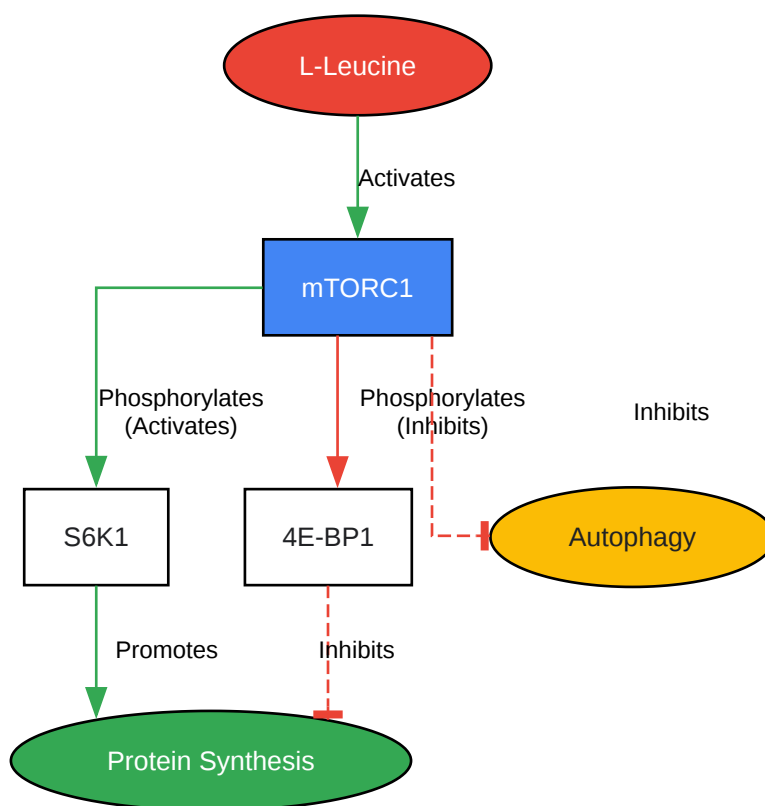 L-Leucine
Activates
mTORC1
Phosphorylates
(Activates)
Phosphorylates
(Inhibits)
Inhibits
S6K1
4E-BP1
Autophagy
Promotes
Inhibits
Protein Synthesis